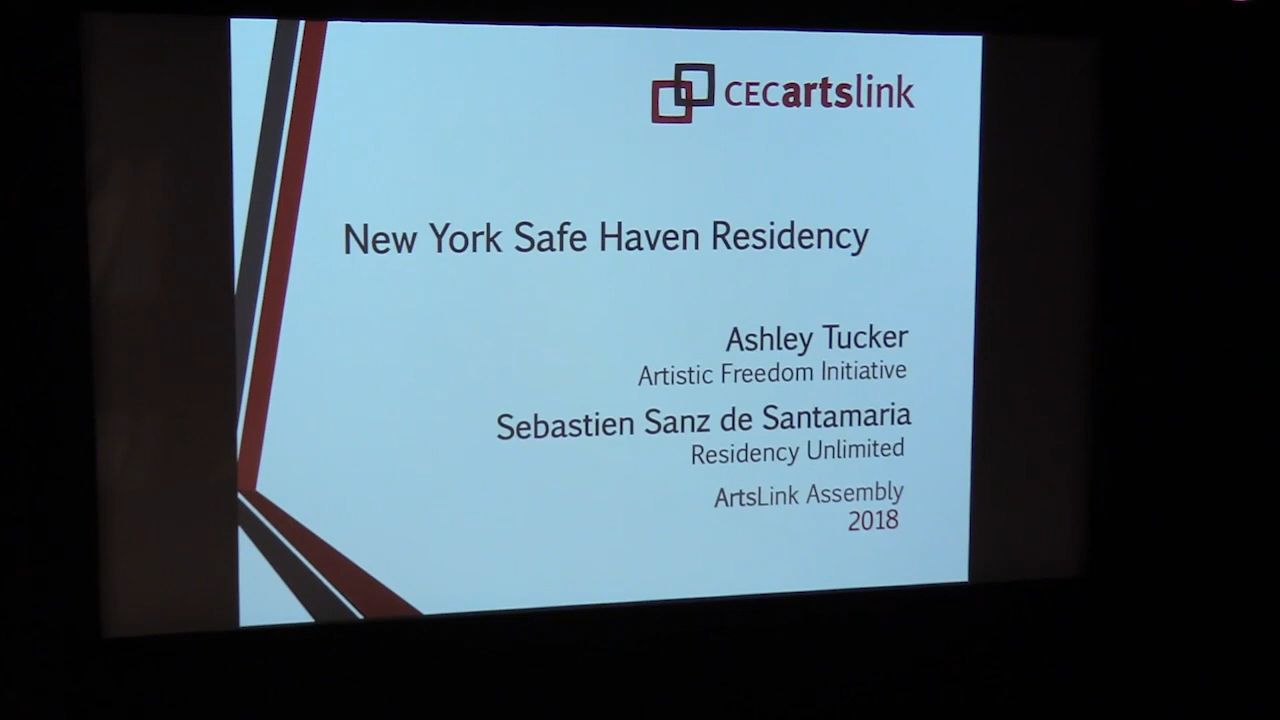 CECartslink
New York Safe Haven Residency
Ashley Tucker
Artistic Freedom Initiative
Sebastien Sanz de Santamaria
Residency Unlimited
ArtsLink Assembly
2018